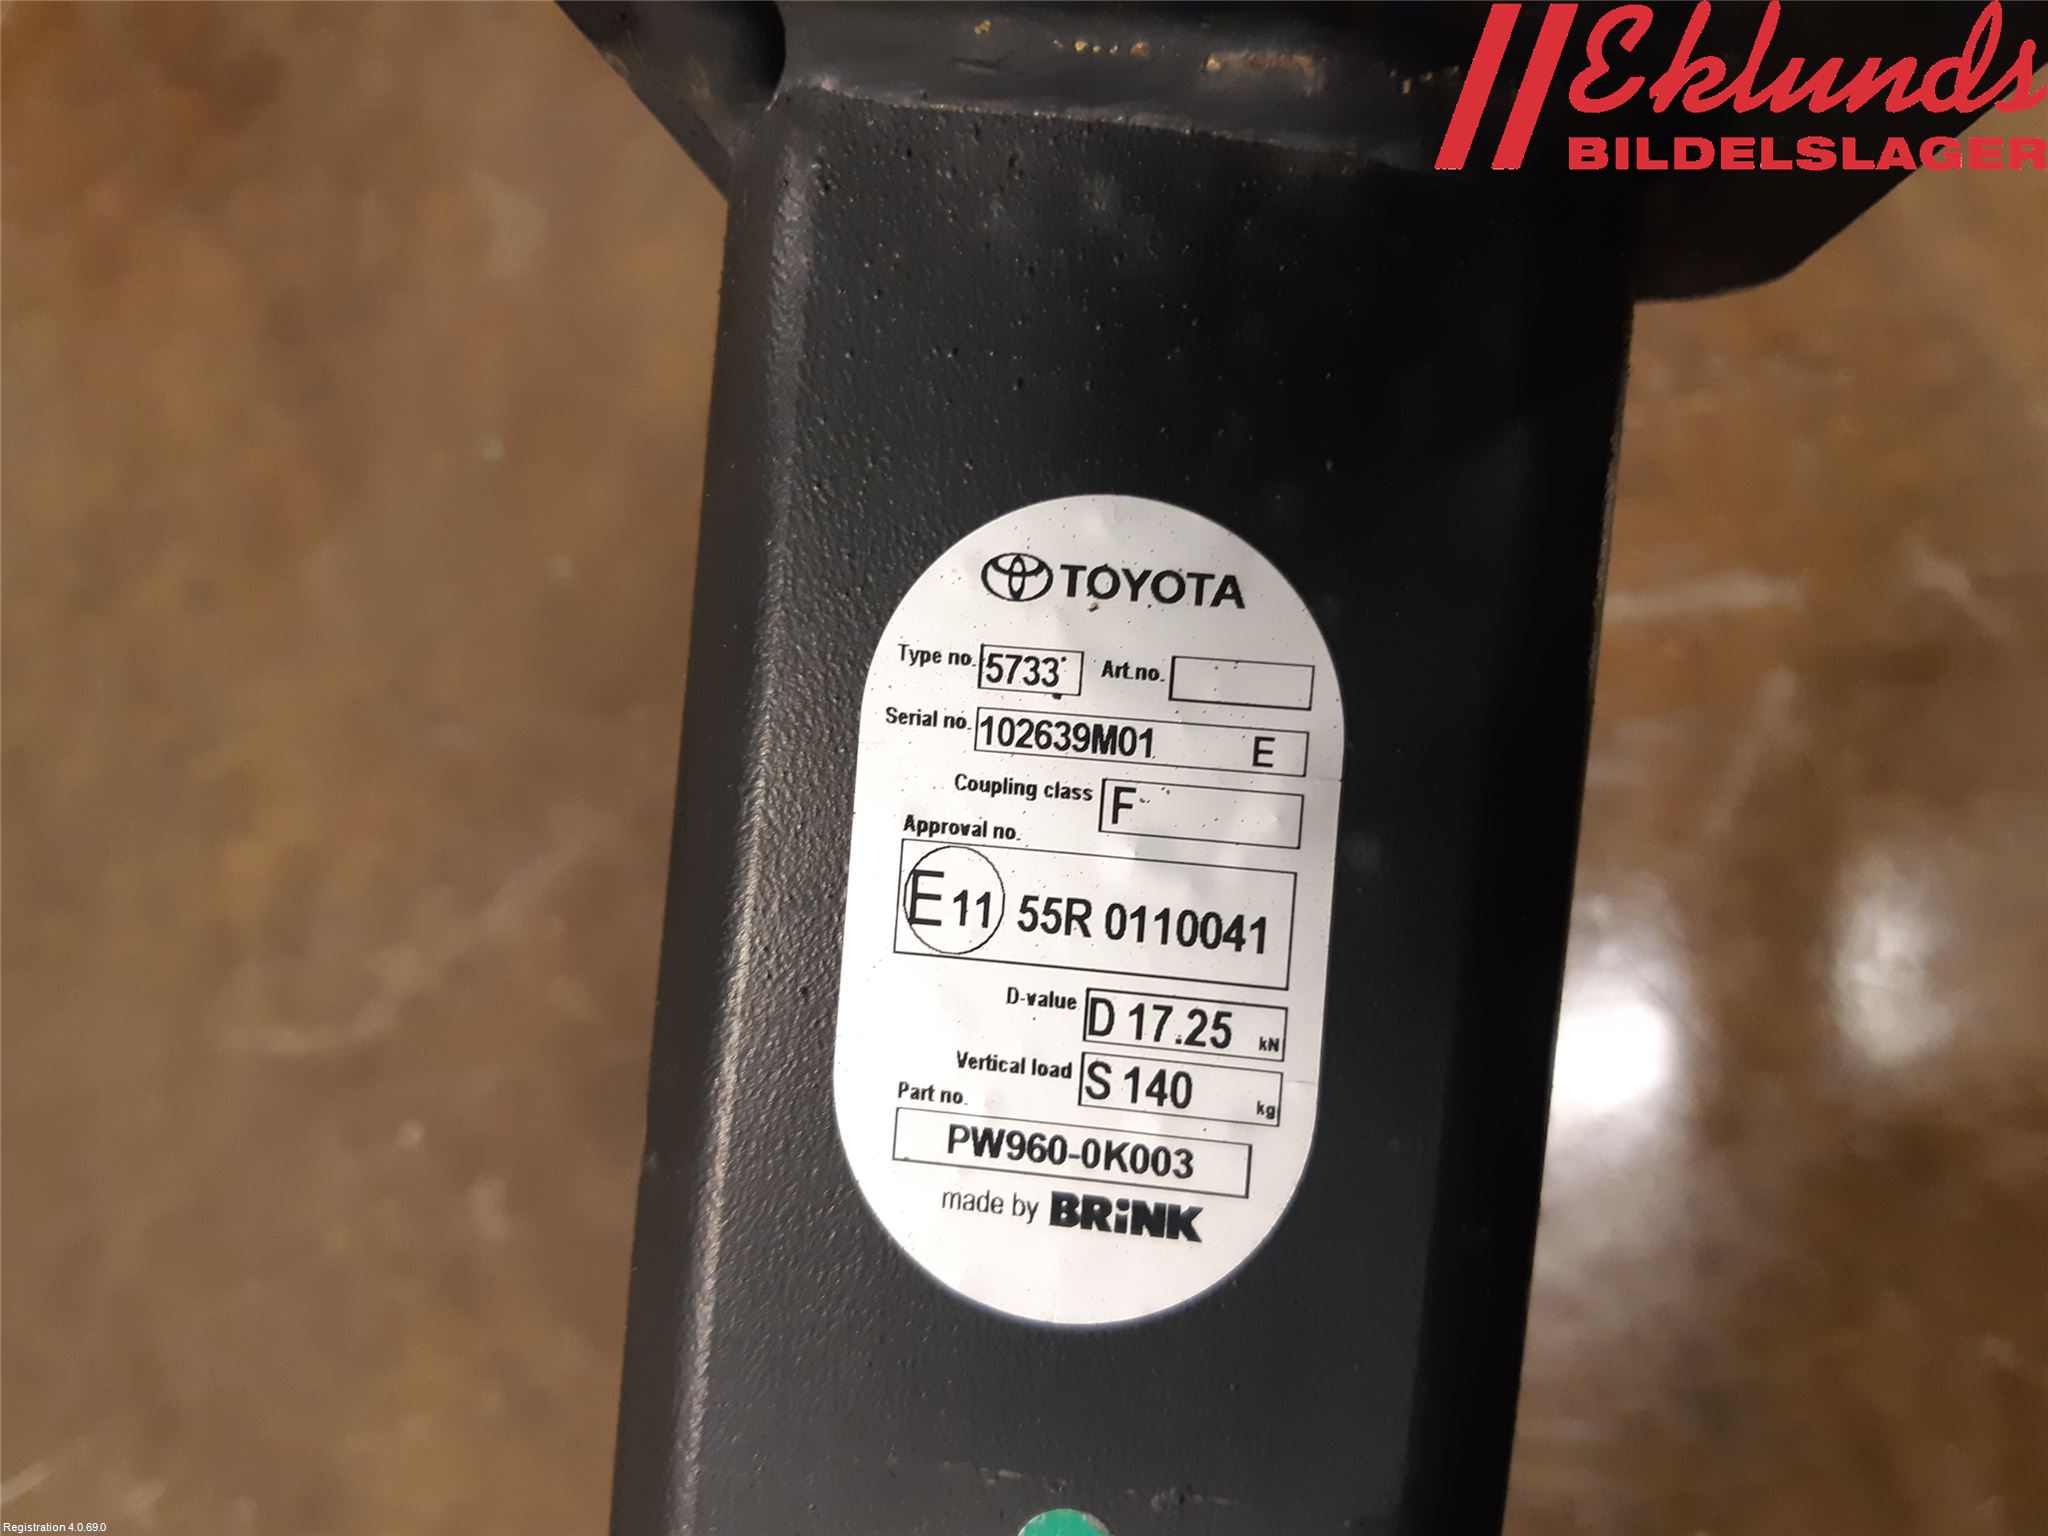 Eklunds
BILDELSLAGER
TOYOTA
Type no. 5733 Art.no.
Serial no. 102639M01 E
Coupling class F
Approval no.
E11 55R 0110041
D-value D 17.25 kN
Vertical load S 140 kg
Part no.
PW960-0K003
made by BRiNK
Registration 4.0.69.0